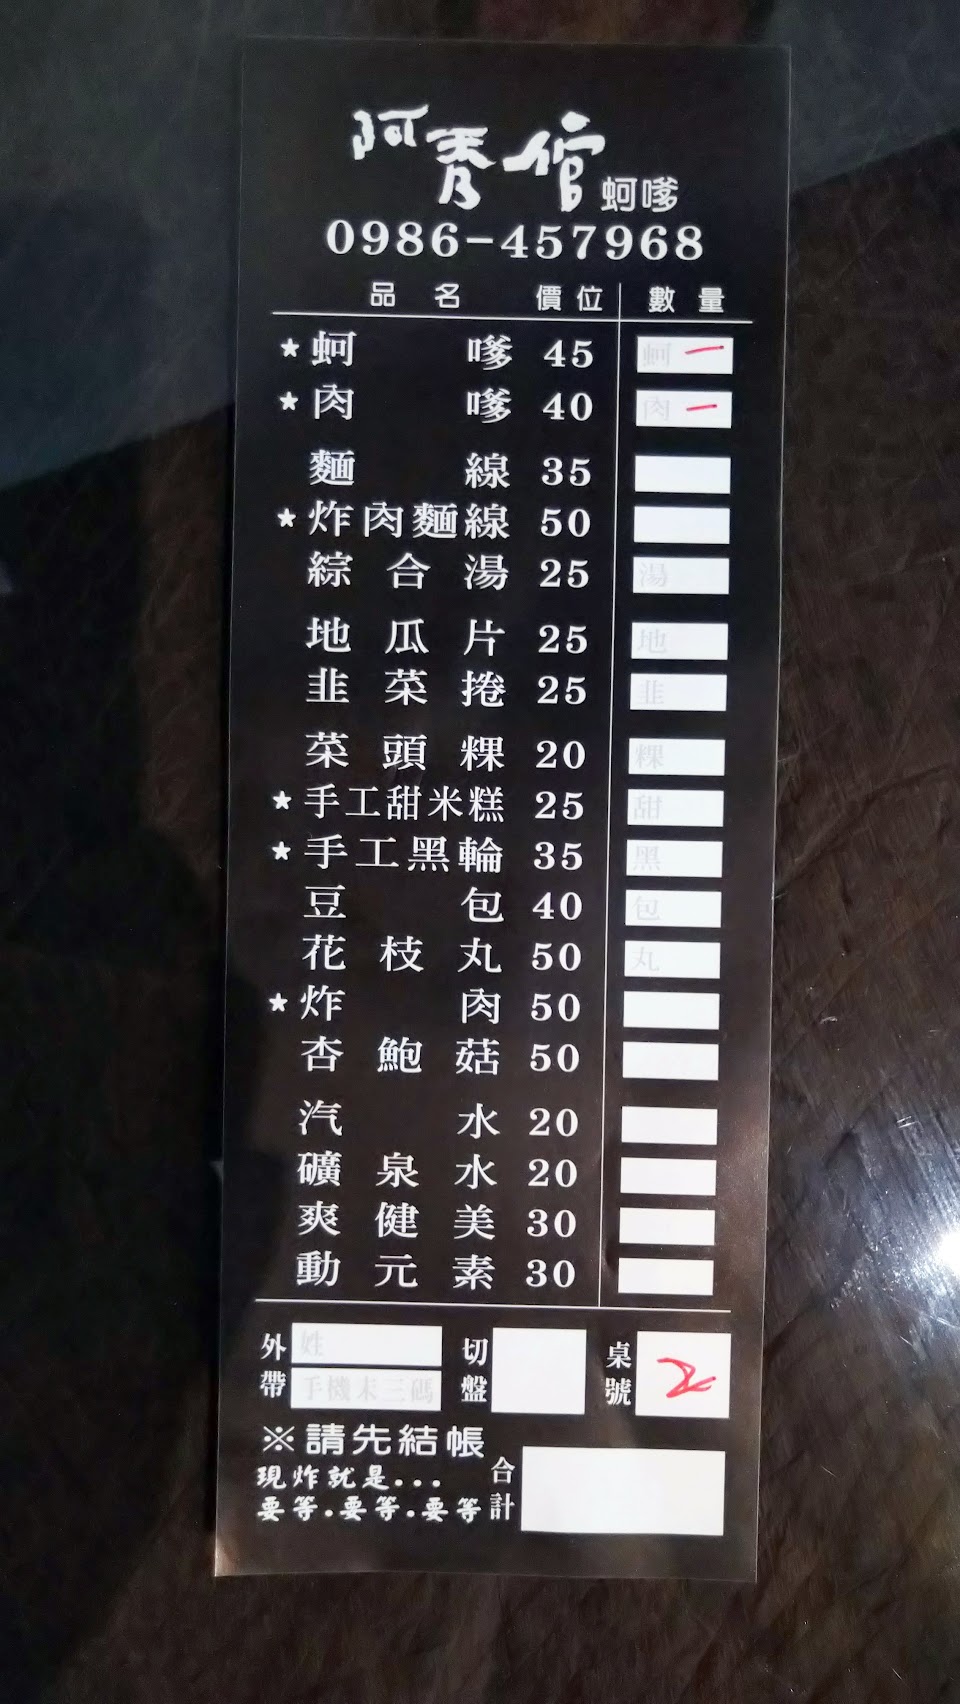 阿秀倌 蚵嗲
0986-457968
品名 價位 數量
★蚵嗲 45 蚵 一
★肉嗲 40 肉 一
麵線 35
★炸肉麵線 50
綜合湯 25 湯
地瓜片 25 地
韭菜捲 25 韭
菜頭粿 20 粿
★手工甜米糕 25 甜
★手工黑輪 35 黑
豆包 40 包
花枝丸 50 丸
★炸肉 50
杏鮑菇 50
汽水 20
礦泉水 20
爽健美 30
動元素 30
外帶 姓 手機末三碼 切盤 桌號 2
※請先結帳
現炸就是...
要等.要等.要等
合計